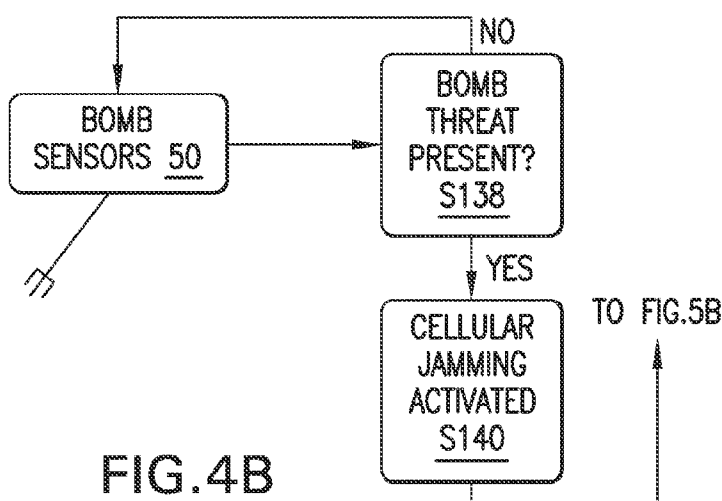 NO
BOMB
SENSORS 50
BOMB
THREAT
PRESENT?
S138
YES
CELLULAR
JAMMING
ACTIVATED
S140
TO FIG.5B
FIG.4B